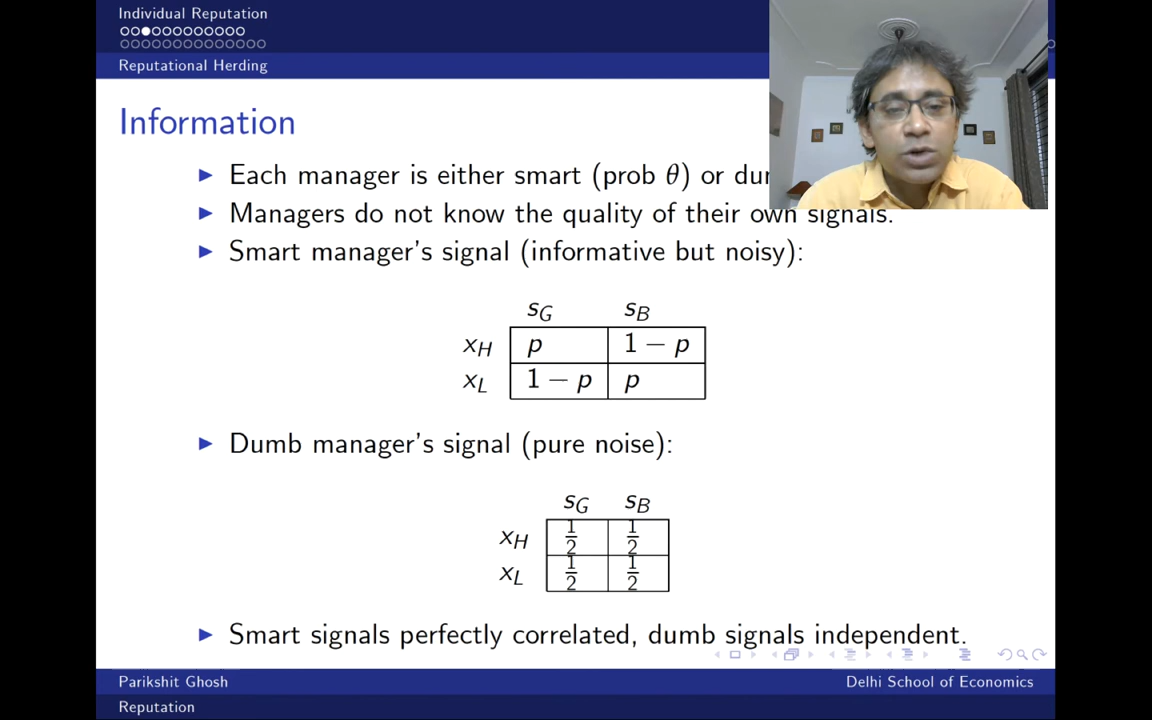 Individual Reputation
Reputational Herding
Information
Each manager is either smart (prob θ) or
Managers do not know the quality of their own signals.
Smart manager's signal (informative but noisy):
s_G s_B
x_H p 1 − p
x_L 1 − p p
Dumb manager's signal (pure noise):
s_G s_B
x_H 1/2 1/2
x_L 1/2 1/2
Smart signals perfectly correlated, dumb signals independent.
Parikshit Ghosh Delhi School of Economics
Reputation